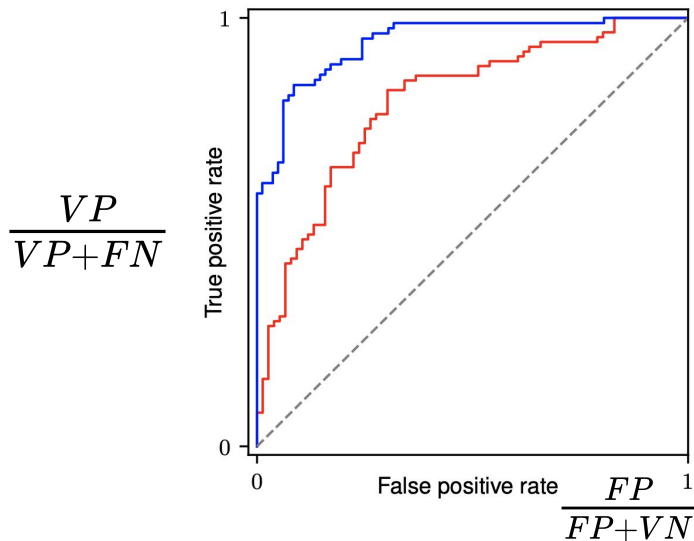 1
True positive rate
VP
VP+FN
0
0
1
False positive rate
FP
FP+VN